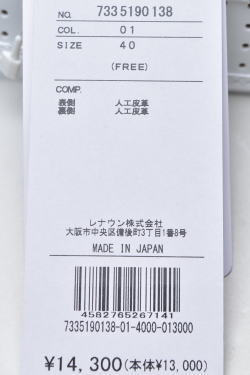 NO. 7335190138
COL. 01
SIZE 40
(FREE)
COMP.
表側 人工皮革
裏側 人工皮革
レナウン株式会社
大阪市中央区備後町3丁目1番8号
MADE IN JAPAN
4582765267141
7335190138-01-4000-013000
¥14,300(本体¥13,000)